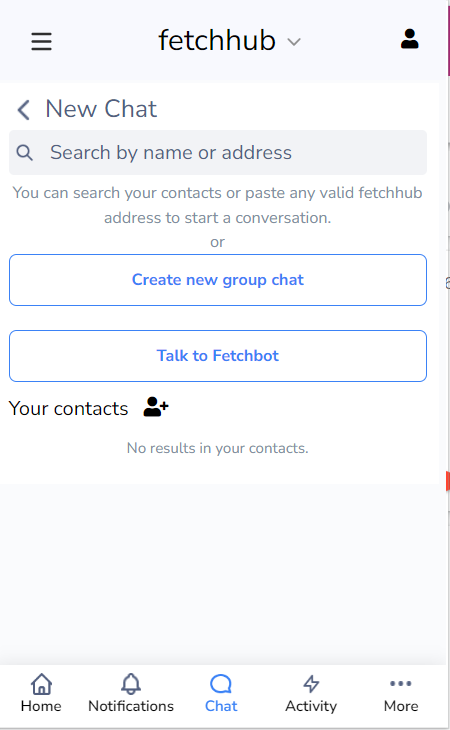 fetchhub
New Chat
Search by name or address
You can search your contacts or paste any valid fetchhub
address to start a conversation.
or
Create new group chat
Talk to Fetchbot
Your contacts
No results in your contacts.
Home Notifications Chat Activity More